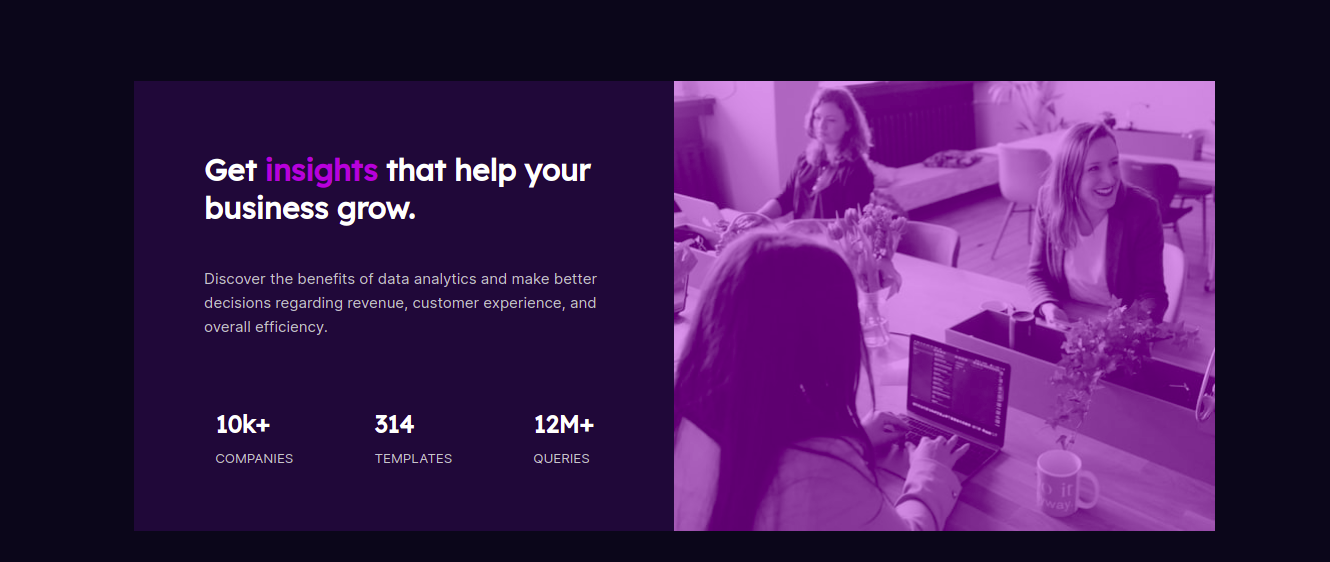 Get insights that help your
business grow.
Discover the benefits of data analytics and make better
decisions regarding revenue, customer experience, and
overall efficiency.
10k+ 314 12M+
COMPANIES TEMPLATES QUERIES